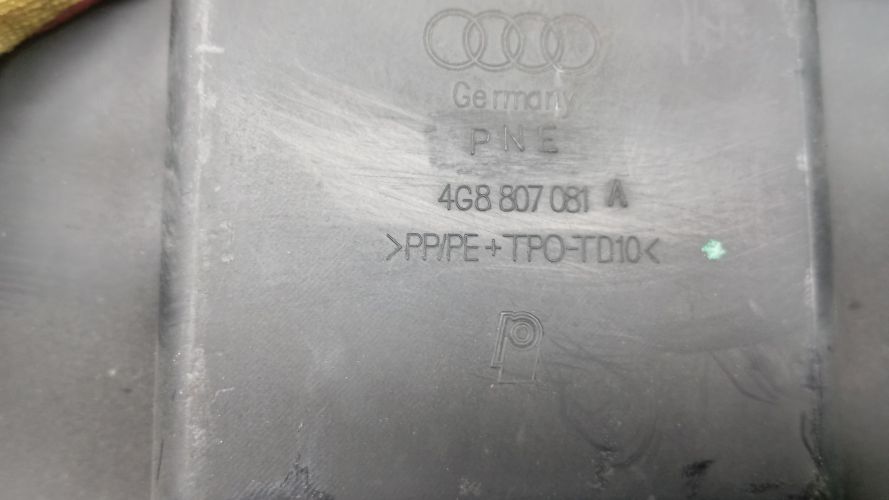 Germany
PNE
4G8 807 081 A
>PP/PE+TPO-TD10<